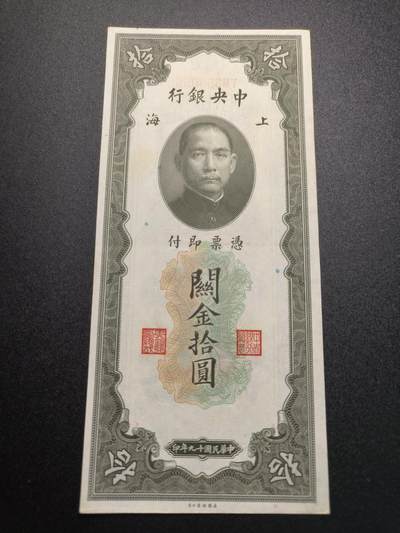 拾 拾
中央銀行
上海
憑票即付
關金拾圓
中華民國十九年印
拾 拾